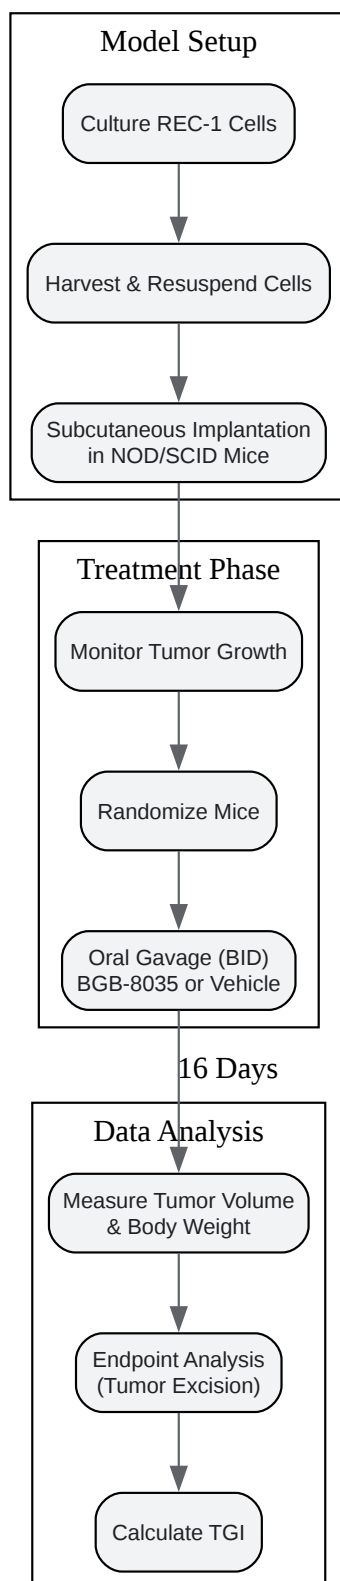 Model Setup
Culture REC-1 Cells
Harvest & Resuspend Cells
Subcutaneous Implantation
in NOD/SCID Mice
Treatment Phase
Monitor Tumor Growth
Randomize Mice
Oral Gavage (BID)
BGB-8035 or Vehicle
16 Days
Data Analysis
Measure Tumor Volume
& Body Weight
Endpoint Analysis
(Tumor Excision)
Calculate TGI